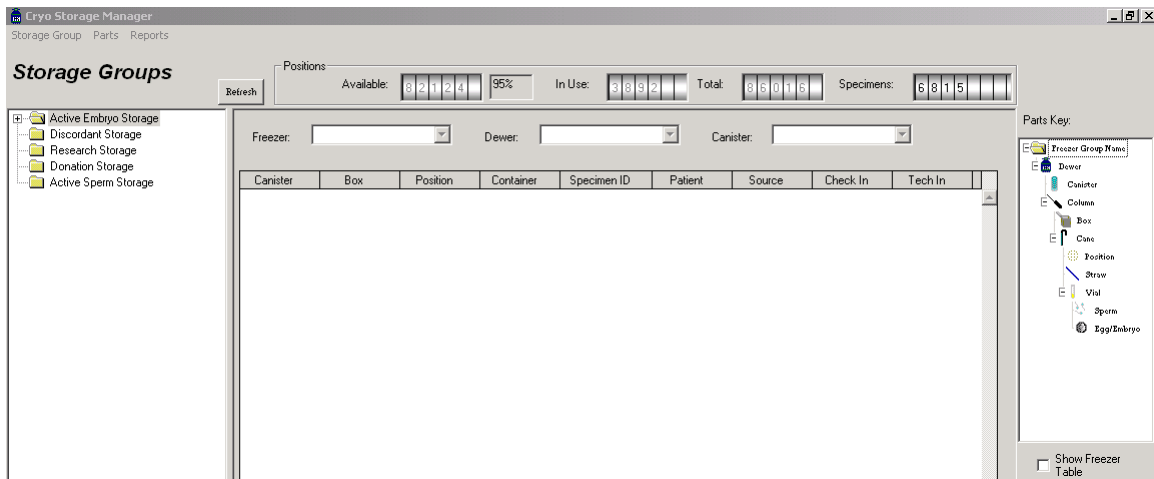 Cryo Storage Manager
Storage Group Parts Reports
Storage Groups
Refresh
Positions
Available: 82124 95% In Use: 3892 Total: 86016 Specimens: 6815
Active Embryo Storage
Discordant Storage
Research Storage
Donation Storage
Active Sperm Storage
Freezer: Dewer: Canister:
Canister Box Position Container Specimen ID Patient Source Check In Tech In
Parts Key:
Freezer Group Name
Dewer
Canister
Column
Box
Cane
Position
Straw
Vial
Sperm
Egg/Embryo
Show Freezer
Table